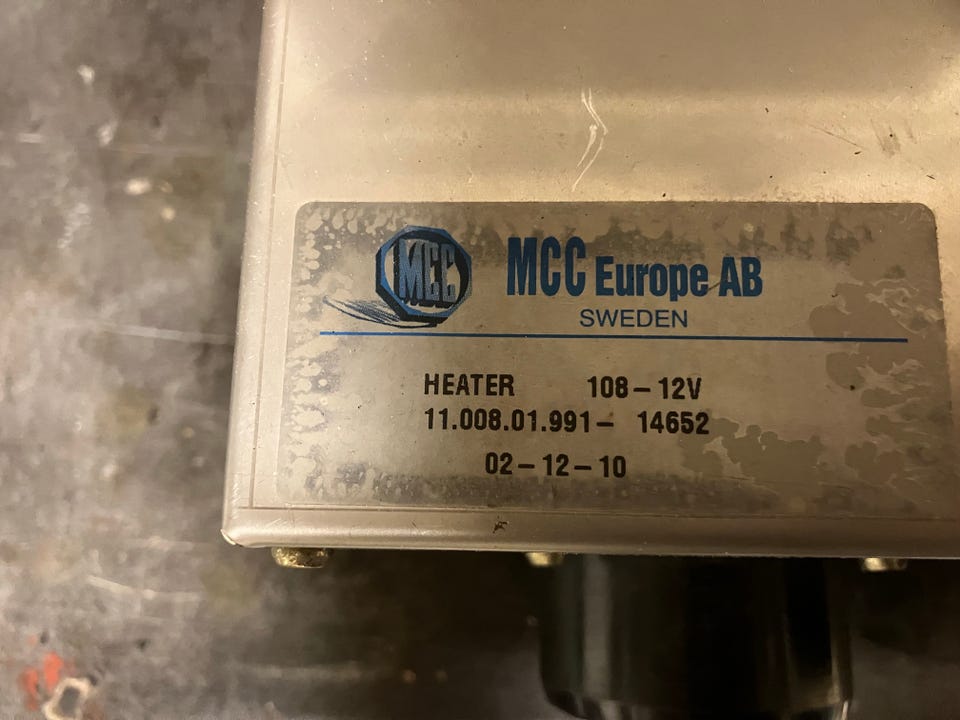 MCC
MCC Europe AB
SWEDEN
HEATER 108-12V
11.008.01.991- 14652
02-12-10